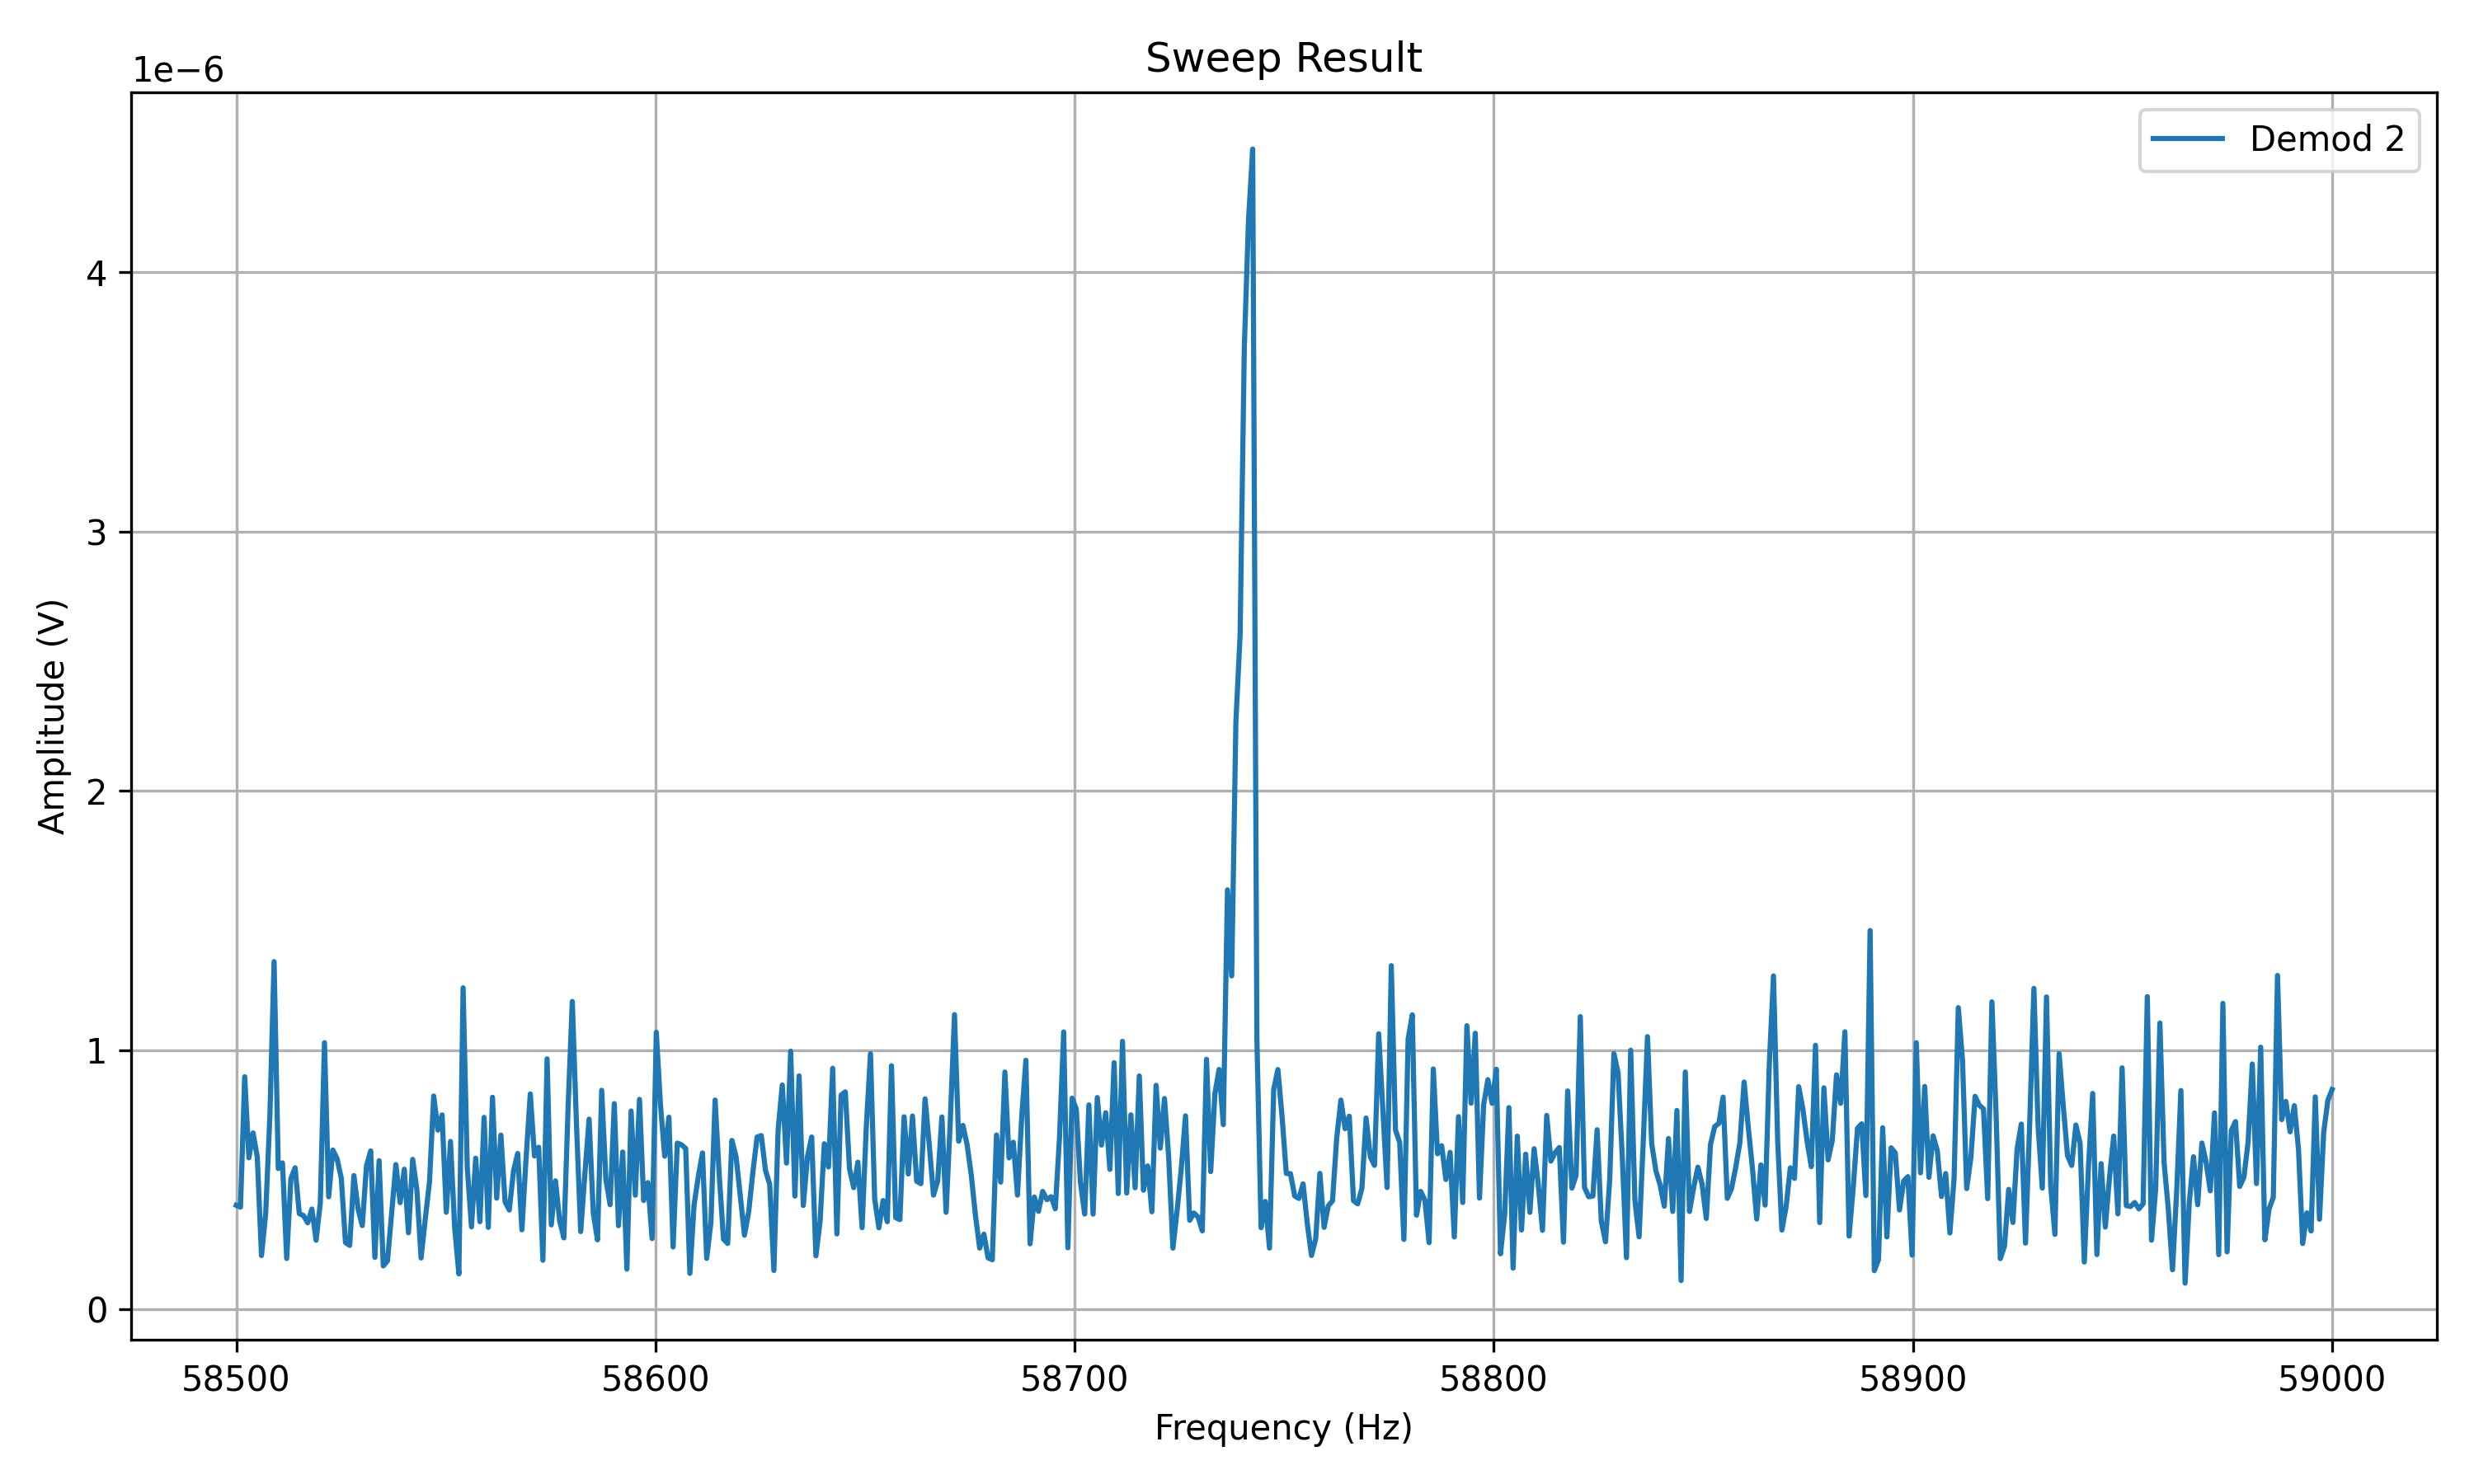 Sweep Result
1e−6
Demod 2
4
3
2
1
0
Amplitude (V)
58500 58600 58700 58800 58900 59000
Frequency (Hz)